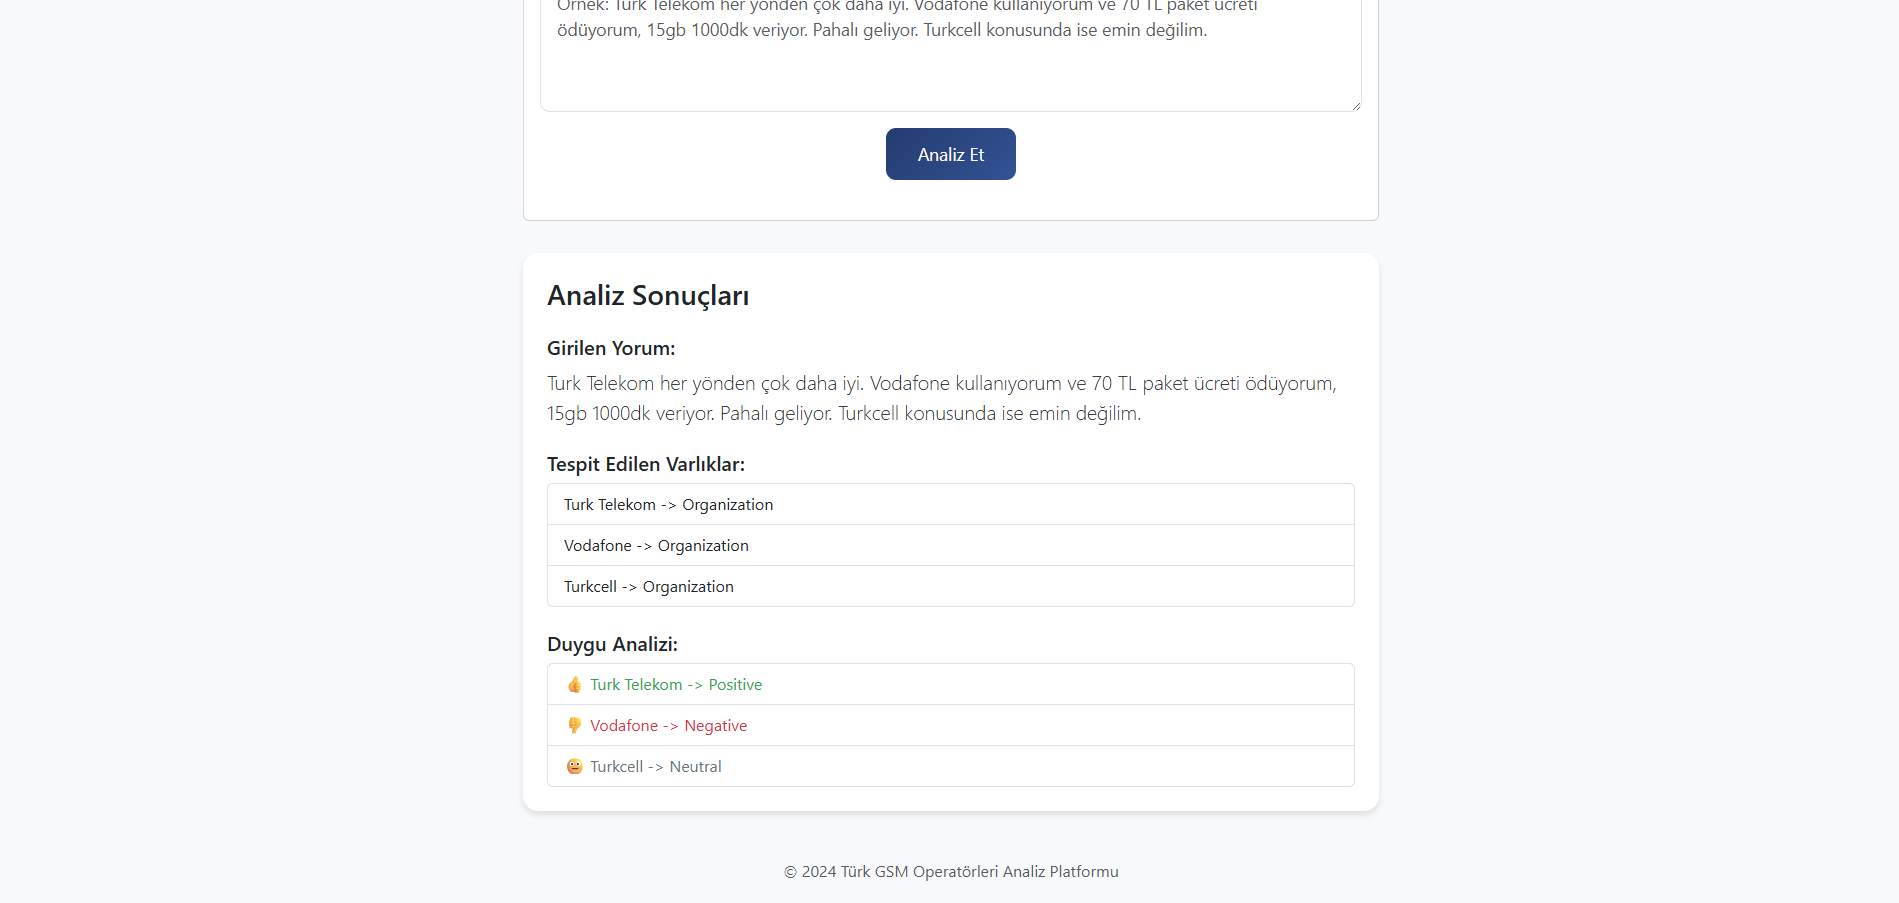 Örnek: Turk Telekom her yönden çok daha iyi. Vodafone kullanıyorum ve 70 TL paket ücreti
ödüyorum, 15gb 1000dk veriyor. Pahalı geliyor. Turkcell konusunda ise emin değilim.
Analiz Et
Analiz Sonuçları
Girilen Yorum:
Turk Telekom her yönden çok daha iyi. Vodafone kullanıyorum ve 70 TL paket ücreti ödüyorum,
15gb 1000dk veriyor. Pahalı geliyor. Turkcell konusunda ise emin değilim.
Tespit Edilen Varlıklar:
Turk Telekom -> Organization
Vodafone -> Organization
Turkcell -> Organization
Duygu Analizi:
👍 Turk Telekom -> Positive
👎 Vodafone -> Negative
😐 Turkcell -> Neutral
© 2024 Türk GSM Operatörleri Analiz Platformu